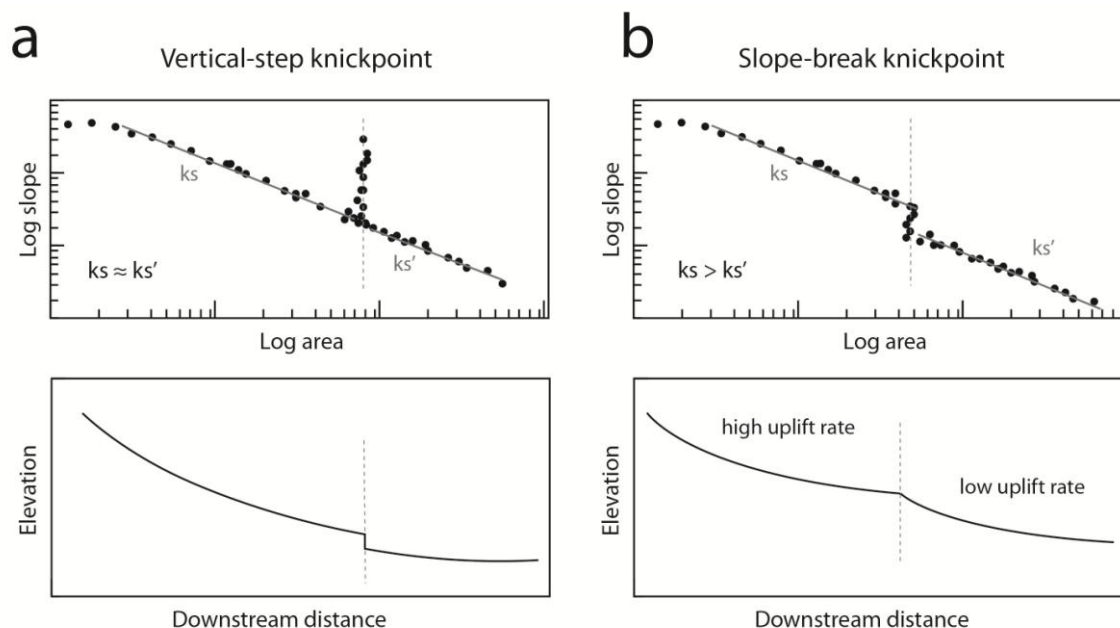 a
Vertical-step knickpoint
Log slope
ks
ks'
ks ≈ ks'
Log area
Elevation
Downstream distance
b
Slope-break knickpoint
Log slope
ks
ks'
ks > ks'
Log area
Elevation
high uplift rate
low uplift rate
Downstream distance